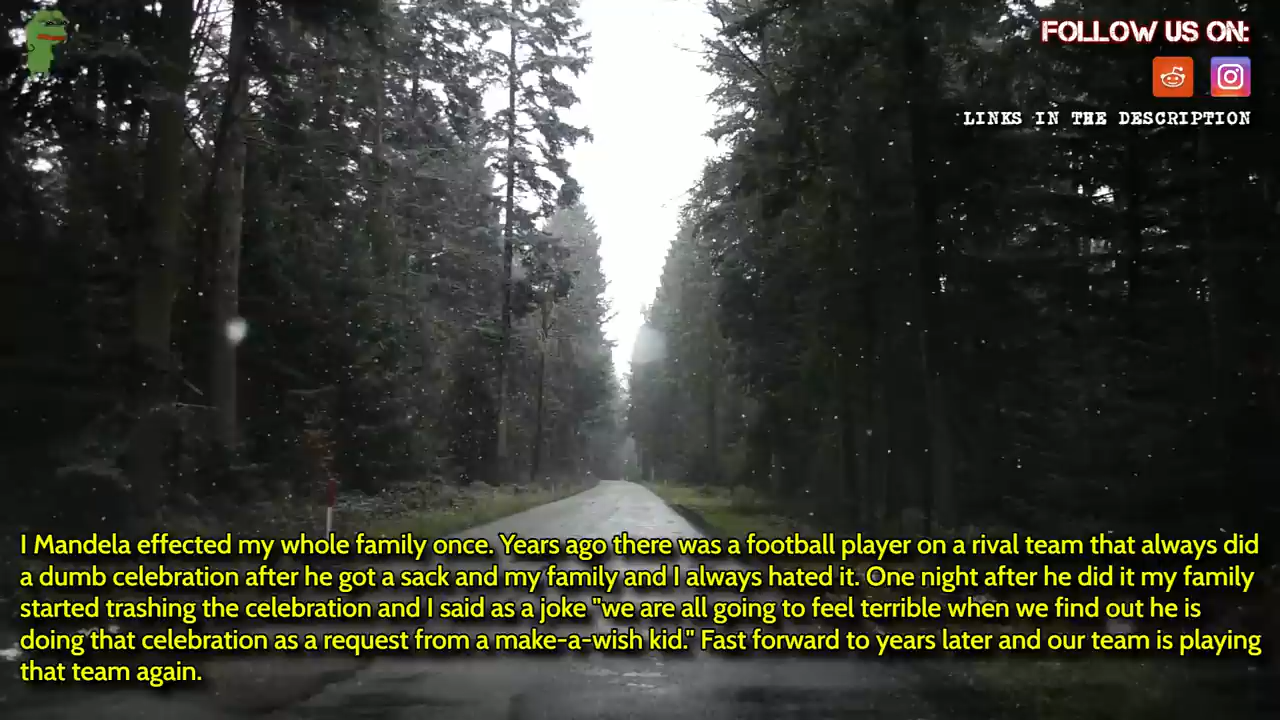 FOLLOW US ON:
LINKS IN THE DESCRIPTION
I Mandela effected my whole family once. Years ago there was a football player on a rival team that always did
a dumb celebration after he got a sack and my family and I always hated it. One night after he did it my family
started trashing the celebration and I said as a joke "we are all going to feel terrible when we find out he is
doing that celebration as a request from a make-a-wish kid." Fast forward to years later and our team is playing
that team again.